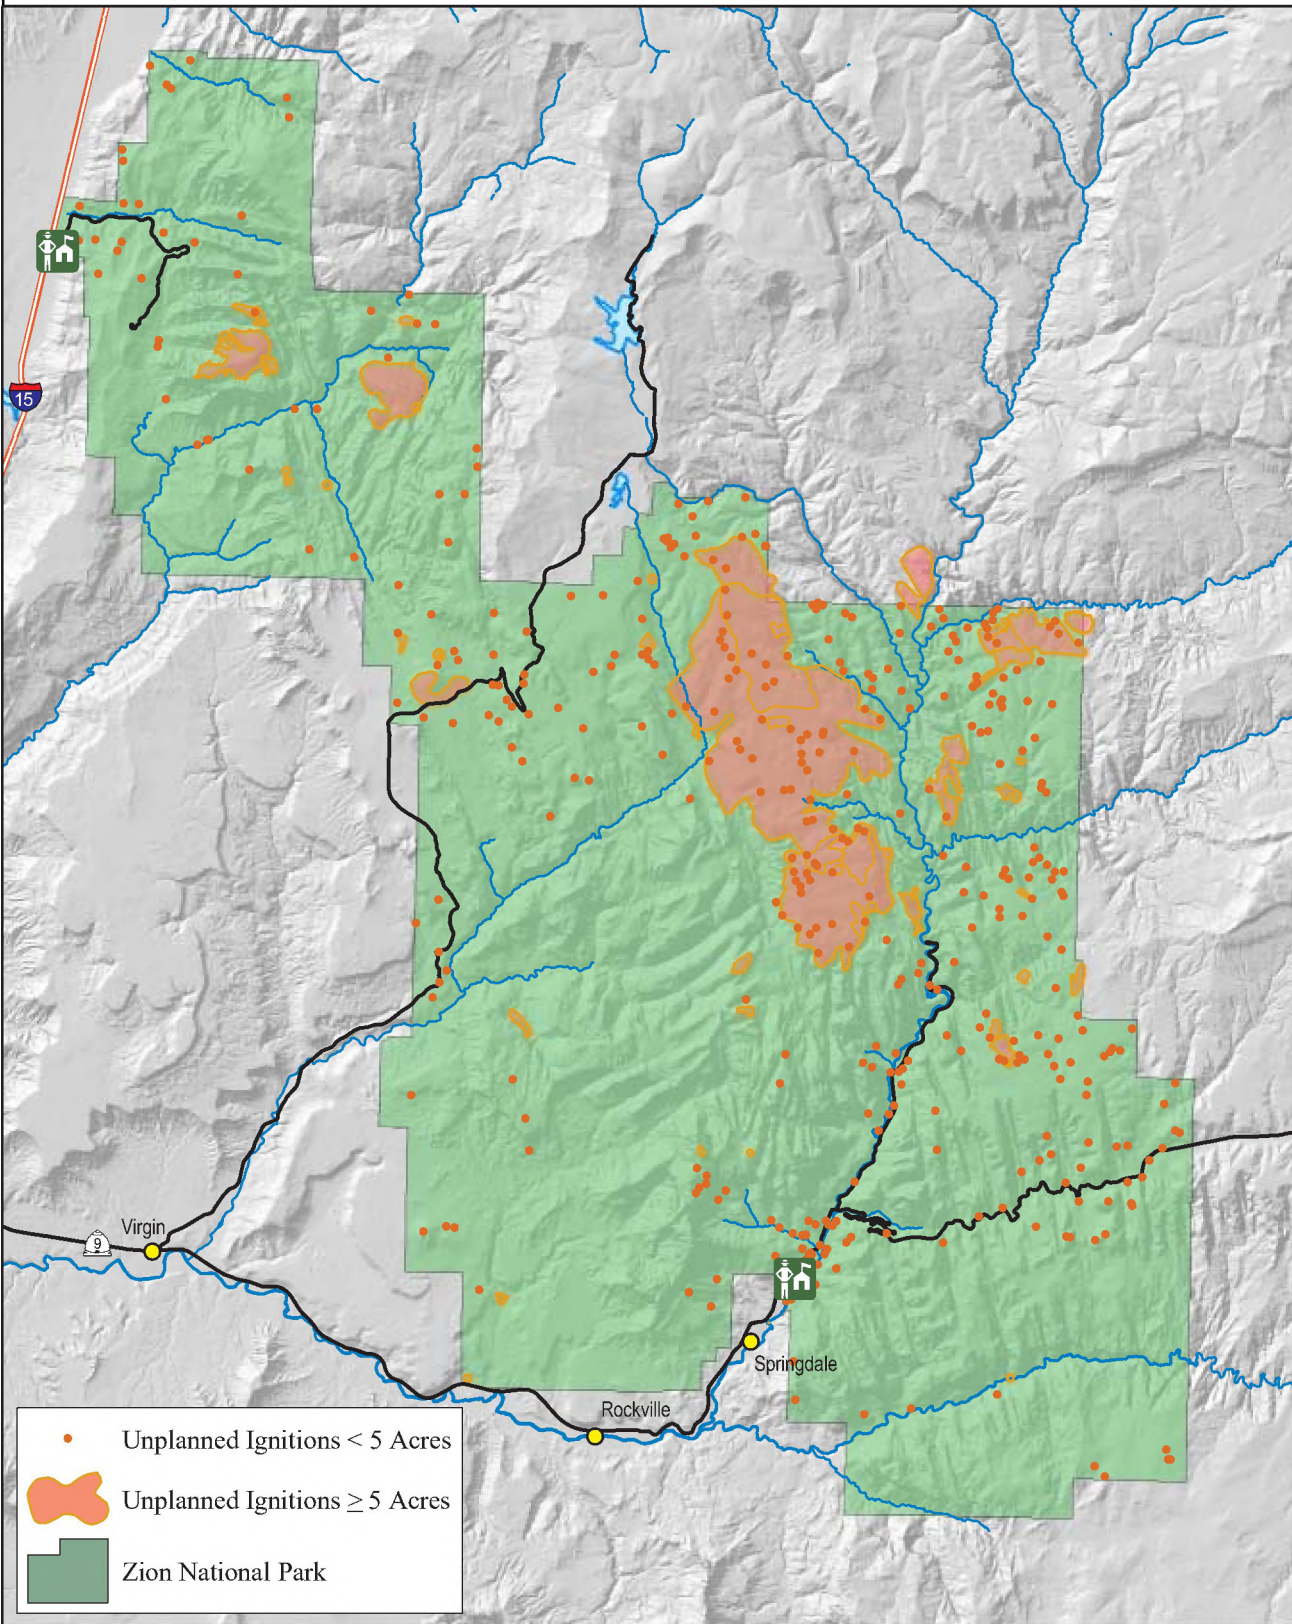 15
Virgin
9
Springdale
Rockville
Unplanned Ignitions < 5 Acres
Unplanned Ignitions ≥ 5 Acres
Zion National Park